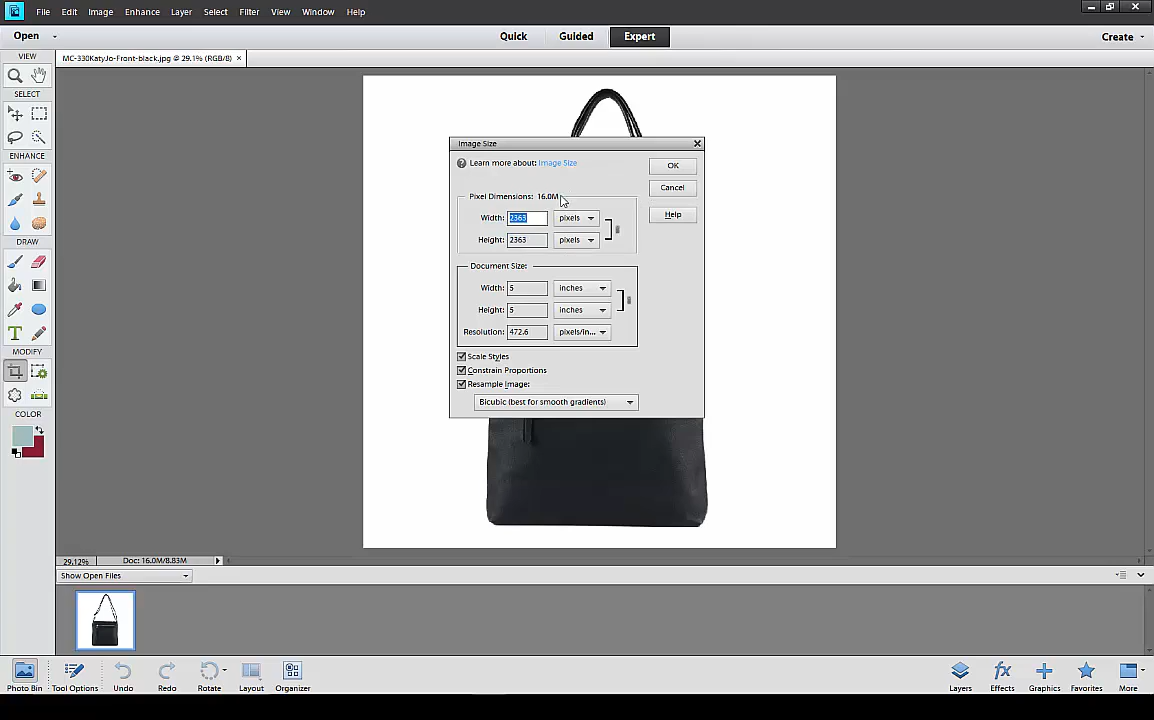 File Edit Image Enhance Layer Select Filter View Window Help
Open Quick Guided Expert Create
VIEW
MC-330KatyJo-Front-black.jpg @ 29.1% (RGB/8) ×
SELECT
ENHANCE
DRAW
T
MODIFY
COLOR
Image Size
Learn more about: Image Size
OK
Cancel
Help
Pixel Dimensions: 16.0M
Width: 2363 pixels
Height: 2363 pixels
Document Size:
Width: 5 inches
Height: 5 inches
Resolution: 472.6 pixels/in...
Scale Styles
Constrain Proportions
Resample Image:
Bicubic (best for smooth gradients)
29.12% Doc: 16.0M/8.83M
Show Open Files
Photo Bin Tool Options Undo Redo Rotate Layout Organizer Layers Effects Graphics Favorites More